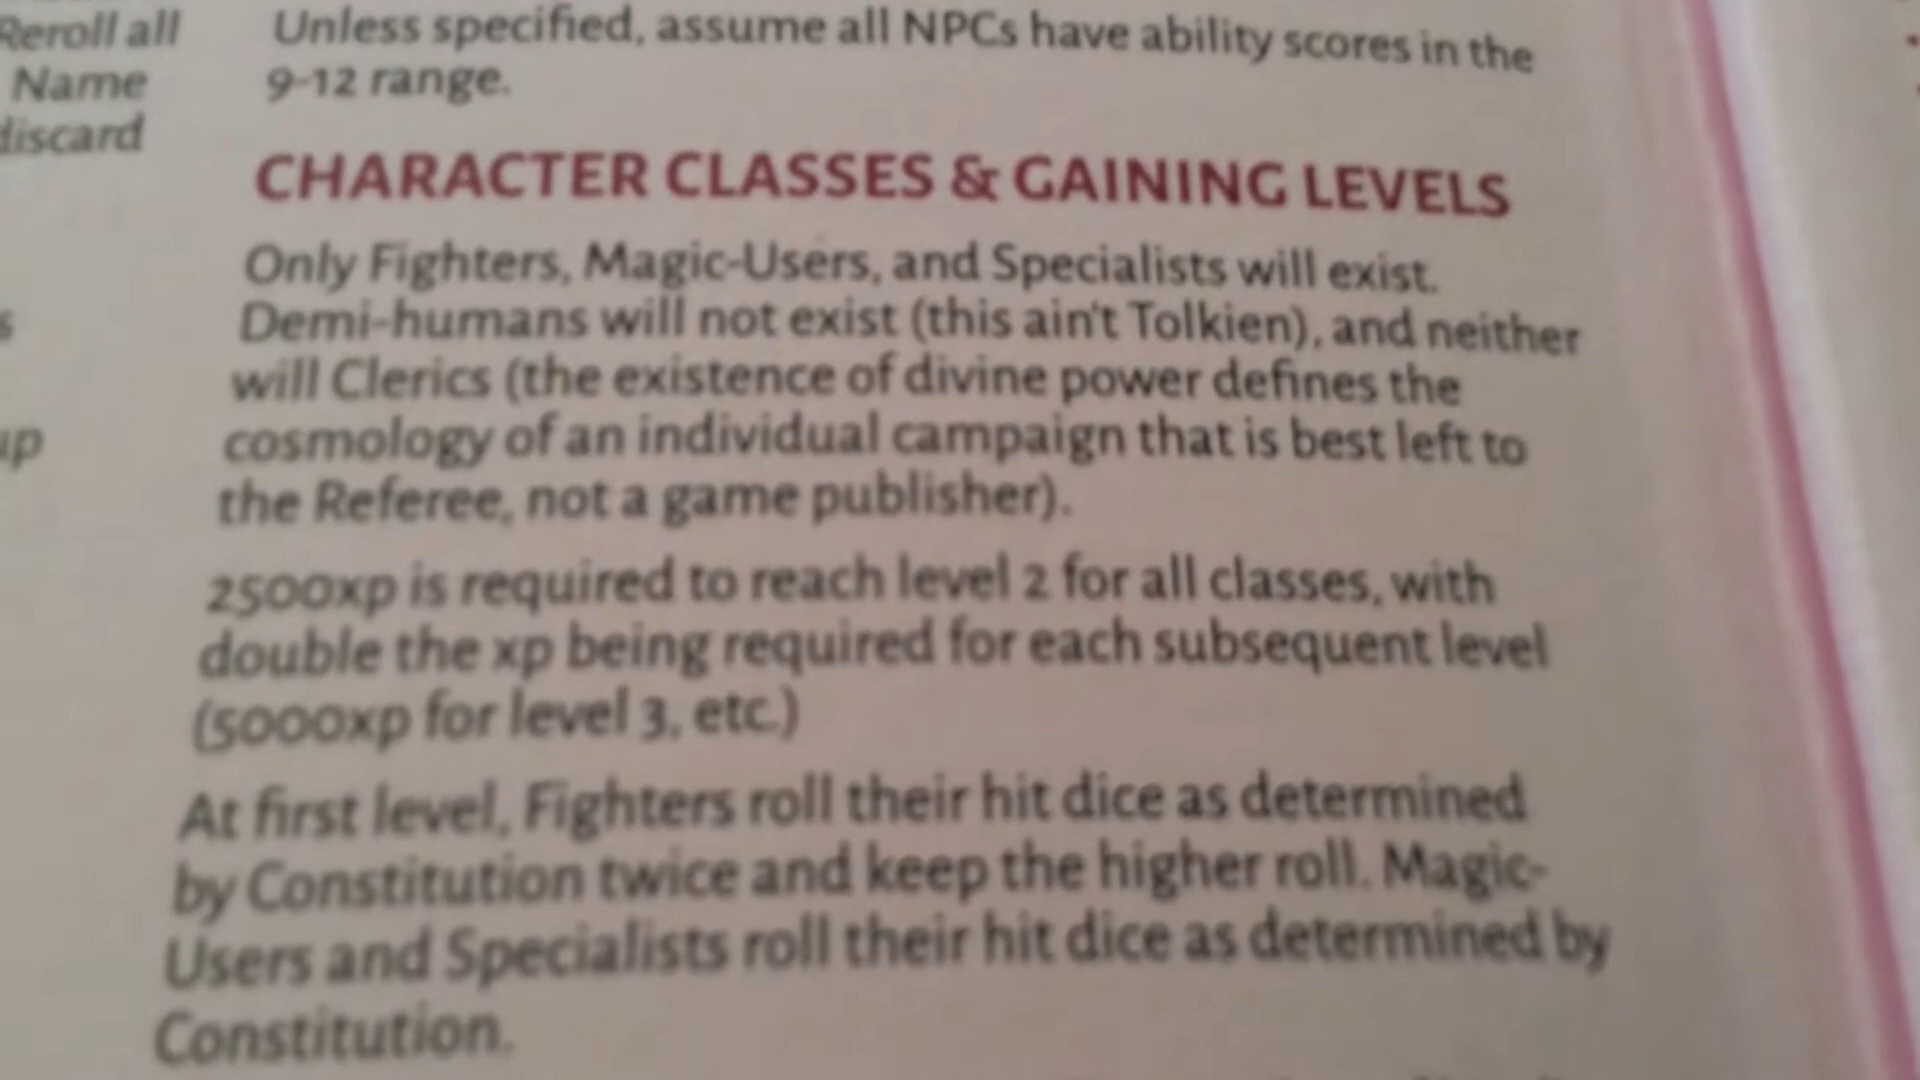 Reroll all
Name
discard
s
up
Unless specified, assume all NPCs have ability scores in the
9-12 range.
CHARACTER CLASSES & GAINING LEVELS
Only Fighters, Magic-Users, and Specialists will exist.
Demi-humans will not exist (this ain't Tolkien), and neither
will Clerics (the existence of divine power defines the
cosmology of an individual campaign that is best left to
the Referee, not a game publisher).
2500xp is required to reach level 2 for all classes, with
double the xp being required for each subsequent level
(5000xp for level 3, etc.)
At first level, Fighters roll their hit dice as determined
by Constitution twice and keep the higher roll. Magic-
Users and Specialists roll their hit dice as determined by
Constitution.